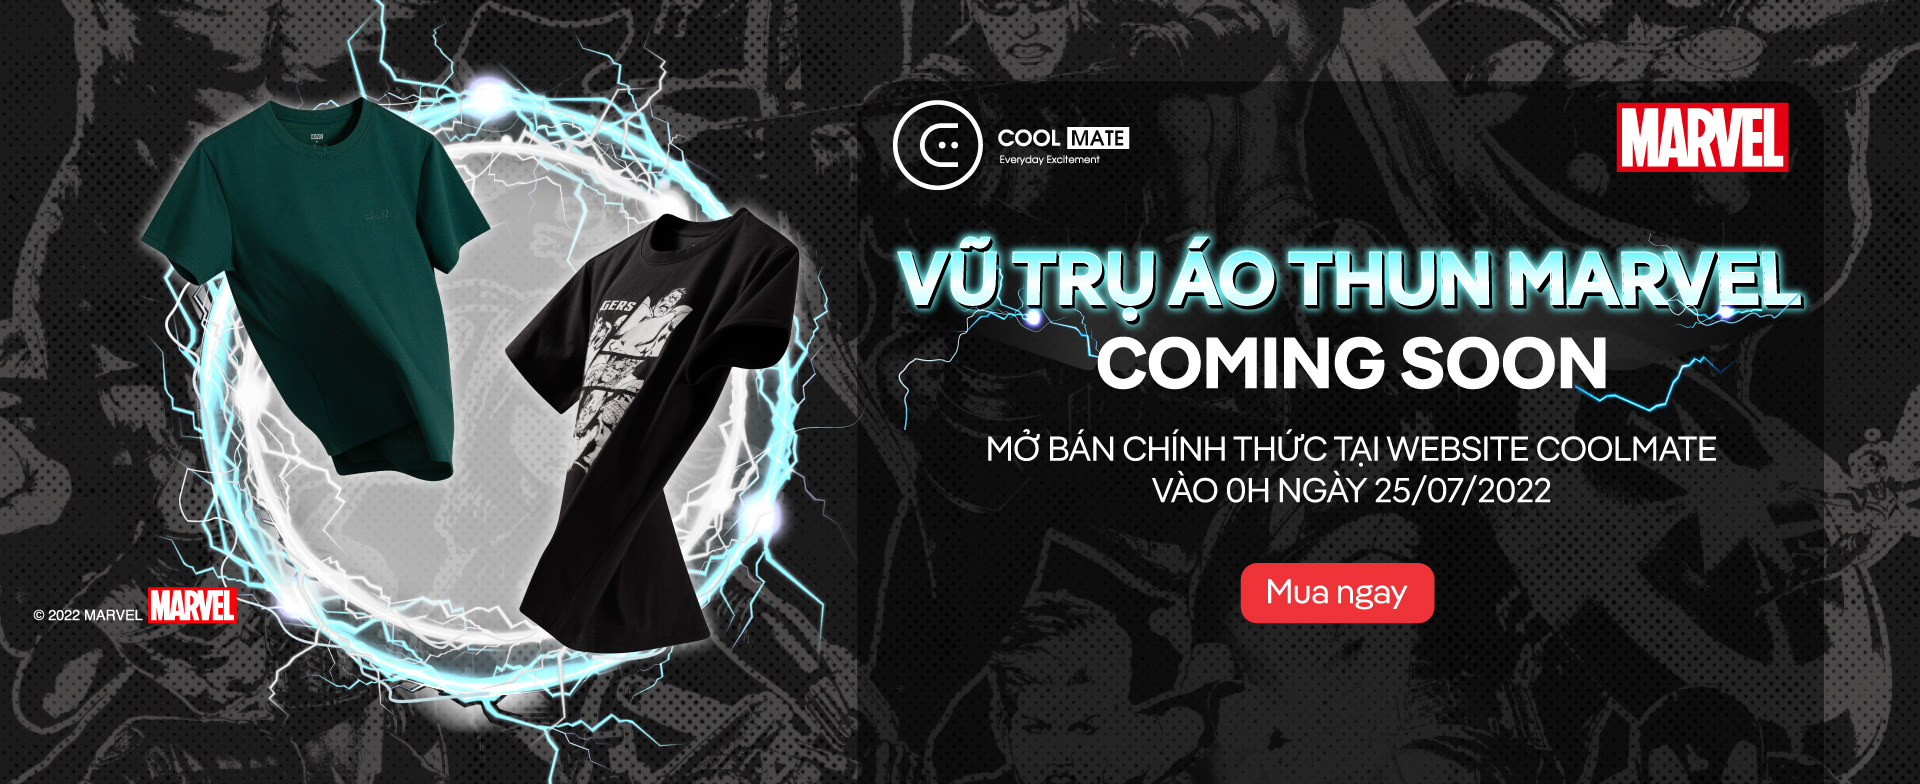 COOL MATE
Everyday Excitement
MARVEL
VŨ TRỤ ÁO THUN MARVEL
COMING SOON
MỞ BÁN CHÍNH THỨC TẠI WEBSITE COOLMATE
VÀO 0H NGÀY 25/07/2022
Mua ngay
GERS
© 2022 MARVEL MARVEL